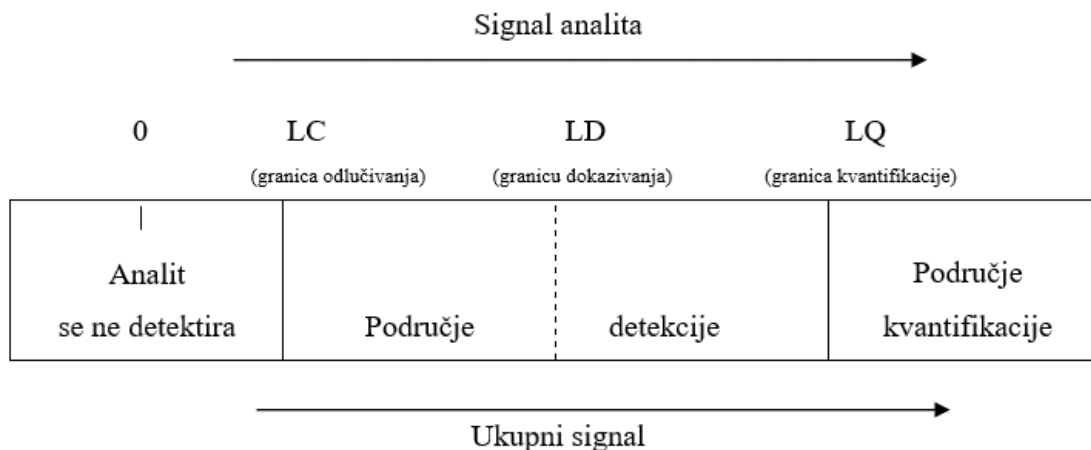 Signal analita
0 LC LD LQ
(granica odlučivanja) (granicu dokazivanja) (granica kvantifikacije)
Analit
se ne detektira
Područje detekcije
Područje
kvantifikacije
Ukupni signal